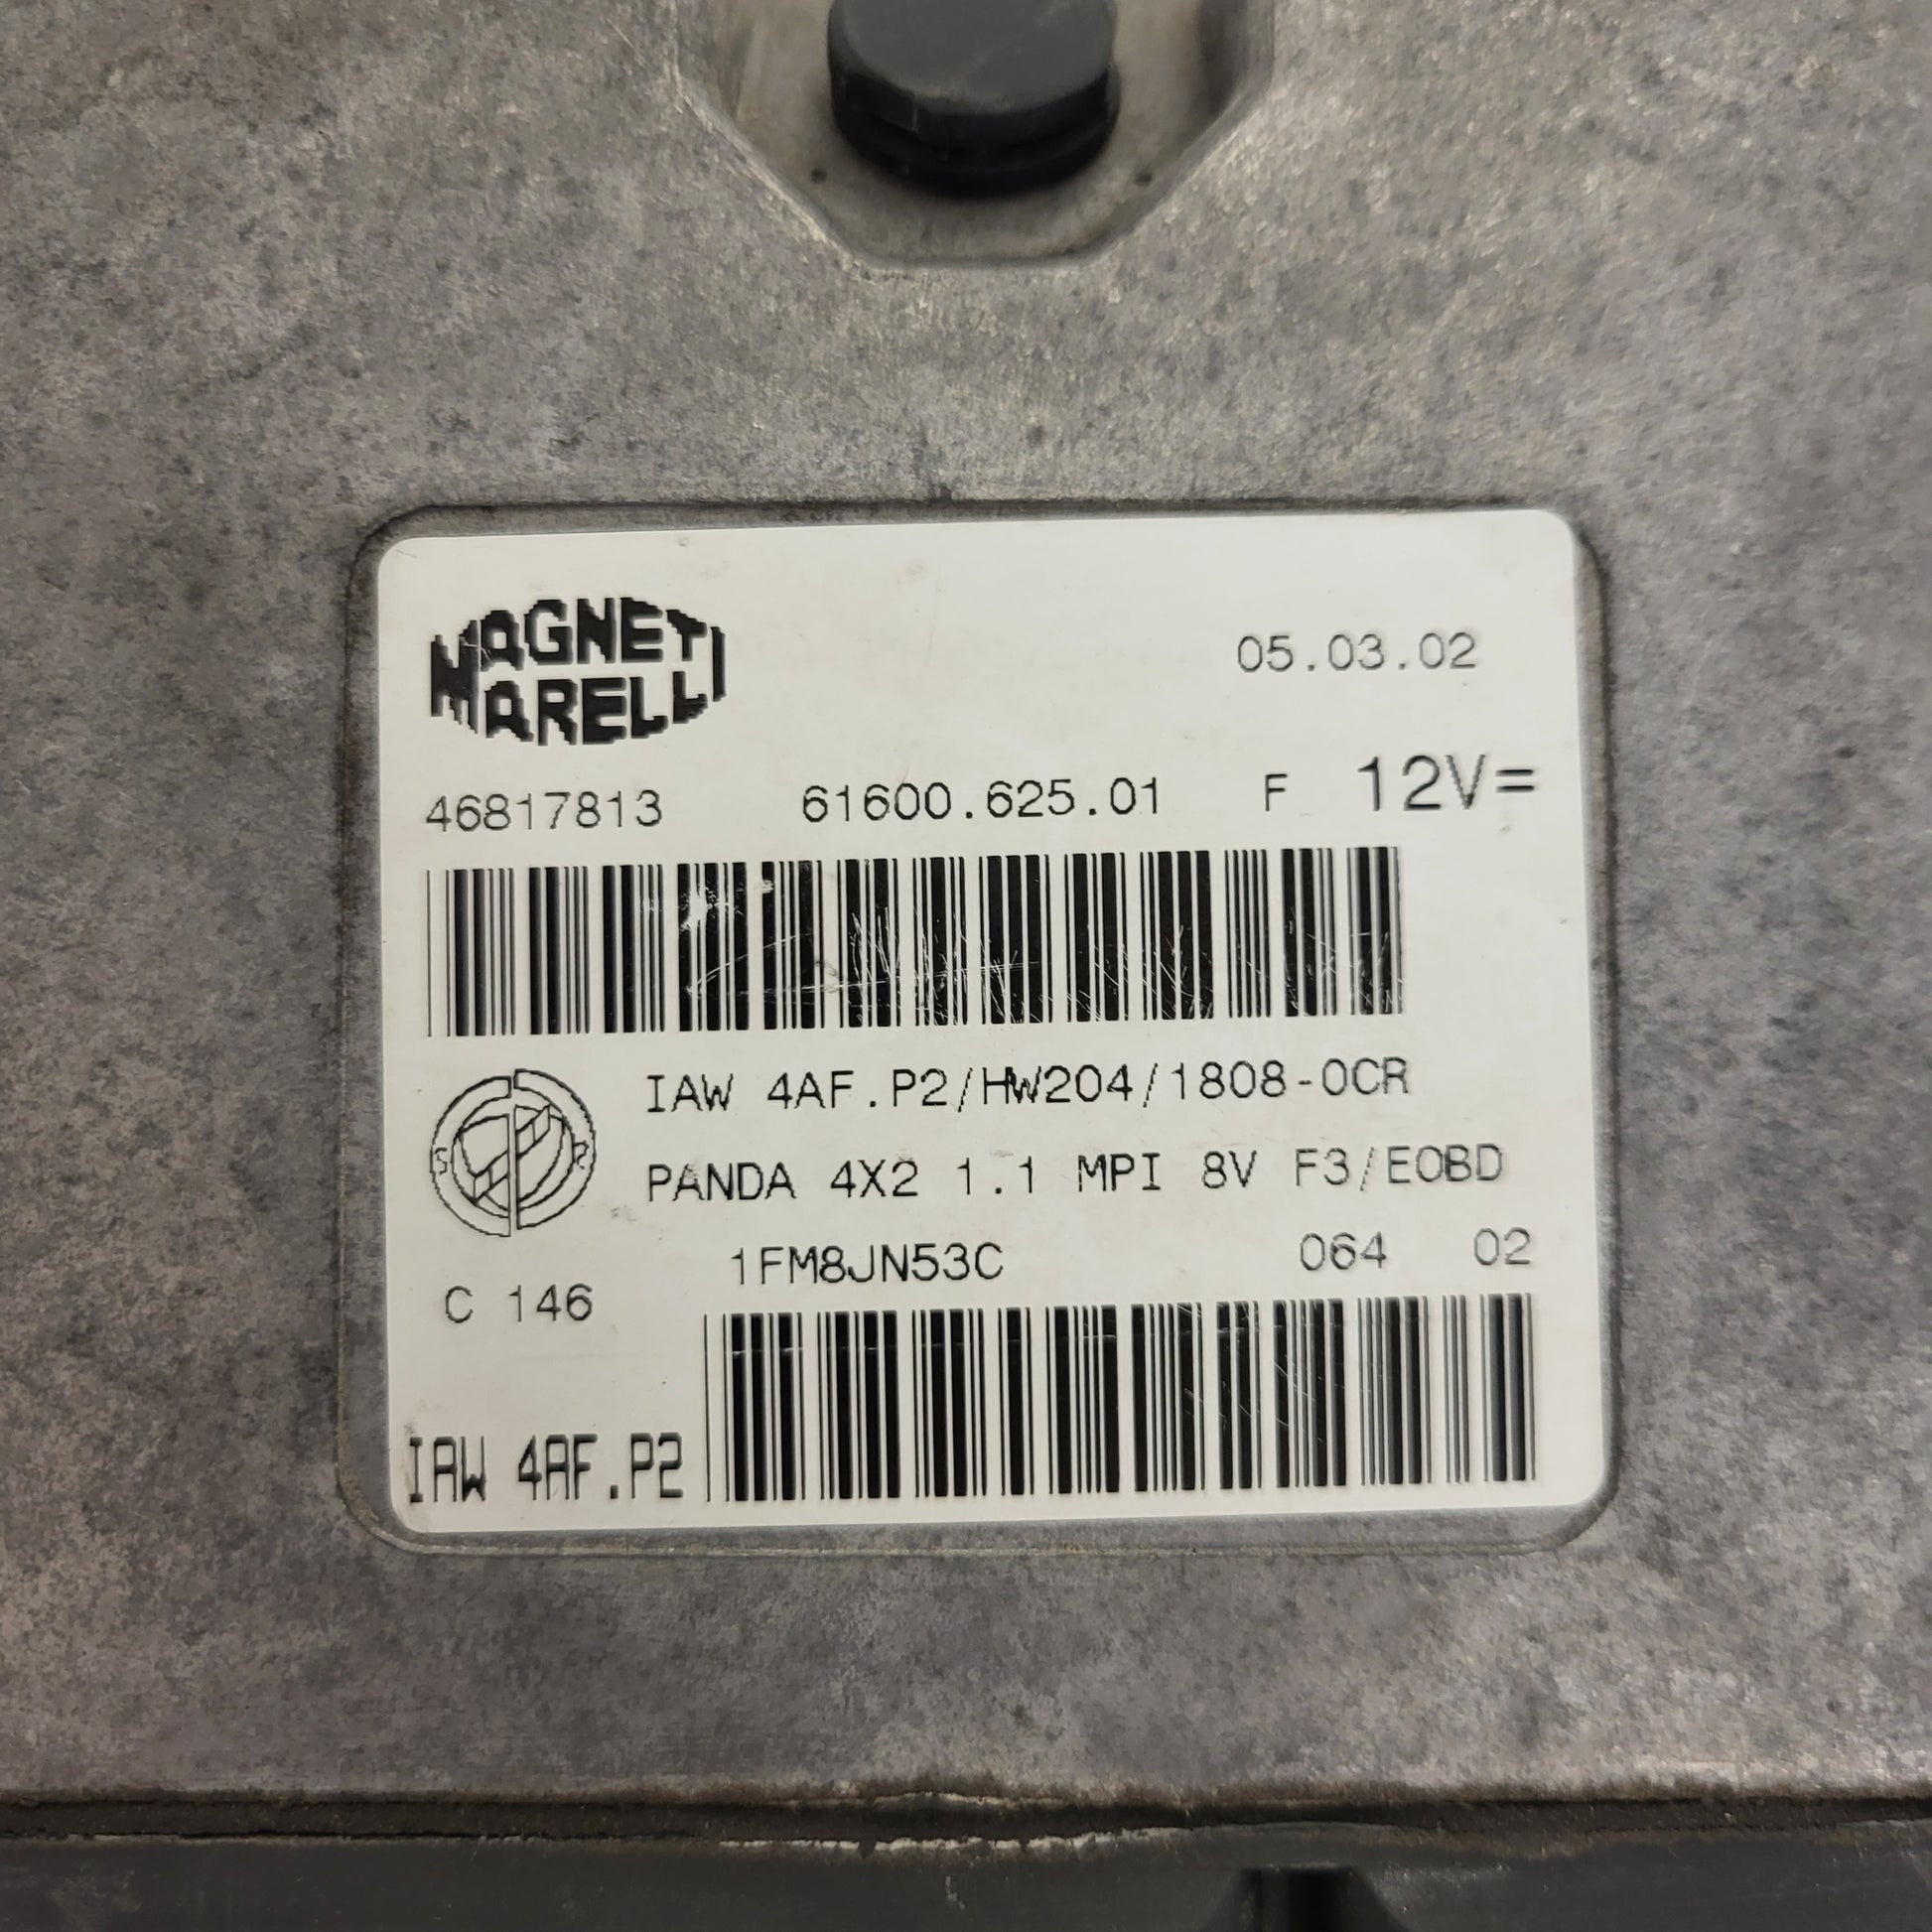 MAGNETI
MARELLI
05.03.02
46817813 61600.625.01 F 12V=
IAW 4AF.P2/HW204/1808-0CR
S R
PANDA 4X2 1.1 MPI 8V F3/EOBD
1FM8JN53C 064 02
C 146
IAW 4AF.P2